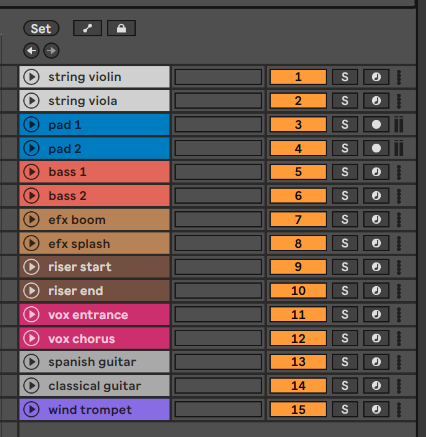 Set
string violin 1 S
string viola 2 S
pad 1 3 S
pad 2 4 S
bass 1 5 S
bass 2 6 S
efx boom 7 S
efx splash 8 S
riser start 9 S
riser end 10 S
vox entrance 11 S
vox chorus 12 S
spanish guitar 13 S
classical guitar 14 S
wind trompet 15 S